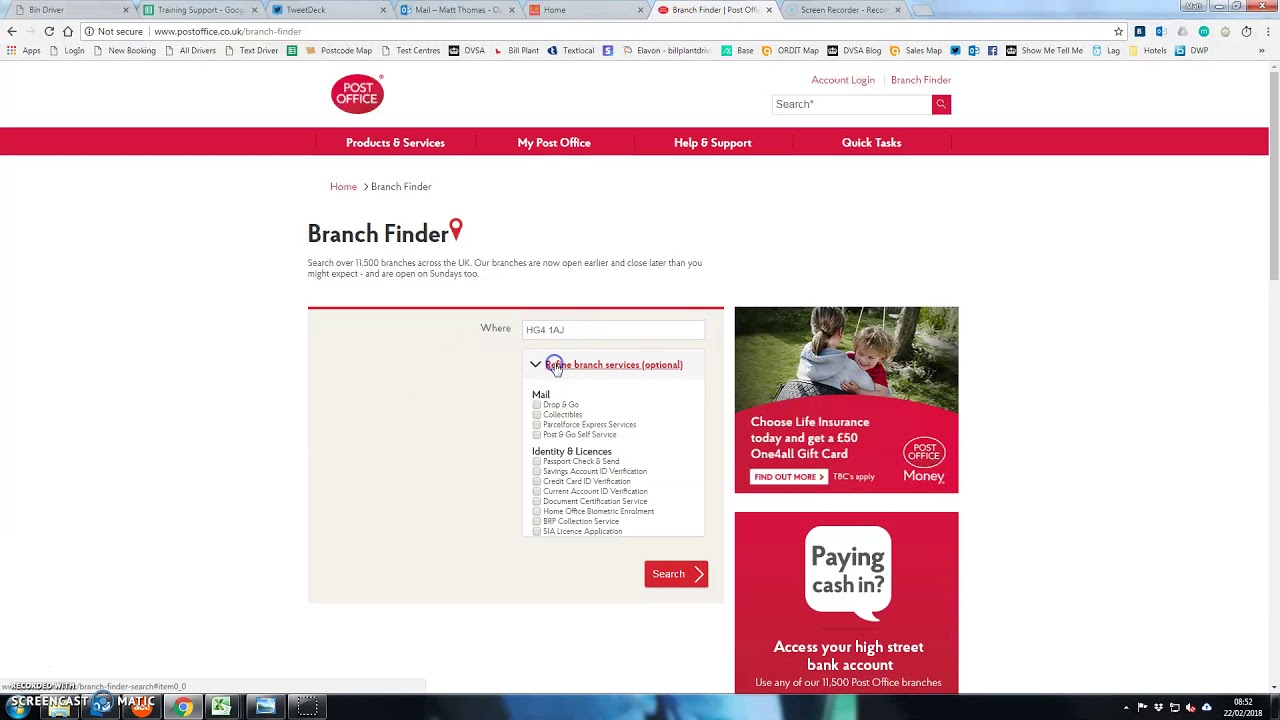 Bin Driver
Training Support - Goog
TweetDeck
Mail – Matt Thomas - Ou
Home
Branch Finder | Post Off
Screen Recorder - Recor
Neill
Not secure | www.postoffice.co.uk/branch-finder
Apps
LogIn
New Tab
All Drivers
Text Driver
Postcode Map
Test Centres
DVSA
Bill Plant
Textlocal
Elavon - billplantdriv
Base
ORDIT Map
DVSA Blog
Sales Map
Show Me Tell Me
Lag
Hotels
DWP
»
POST OFFICE
Account Login
Branch Finder
Search*
Products & Services
My Post Office
Help & Support
Quick Tasks
Home > Branch Finder
Branch Finder
Search over 11,500 branches across the UK. Our branches are now open earlier and close later than you
might expect - and are open on Sundays too.
Where
HG4 1AJ
Refine branch services (optional)
Mail
Drop & Go
Collectibles
Parcelforce Express Services
Post & Go Self Service
Identity & Licences
Passport Check & Send
Savings Account ID Verification
Credit Card ID Verification
Current Account ID Verification
Document Certification Service
Home Office Biometric Enrolment
BRP Collection Service
SIA Licence Application
Search
Choose Life Insurance
today and get a £50
One4all Gift Card
FIND OUT MORE >
T&C's apply
POST
OFFICE
Money
Paying
cash in?
Access your high street
bank account
Use any of our 11,500 Post Office branches
/branch-finder-search#item0_0
RECORDED WITH
SCREENCAST MATIC
08:52
22/02/2018